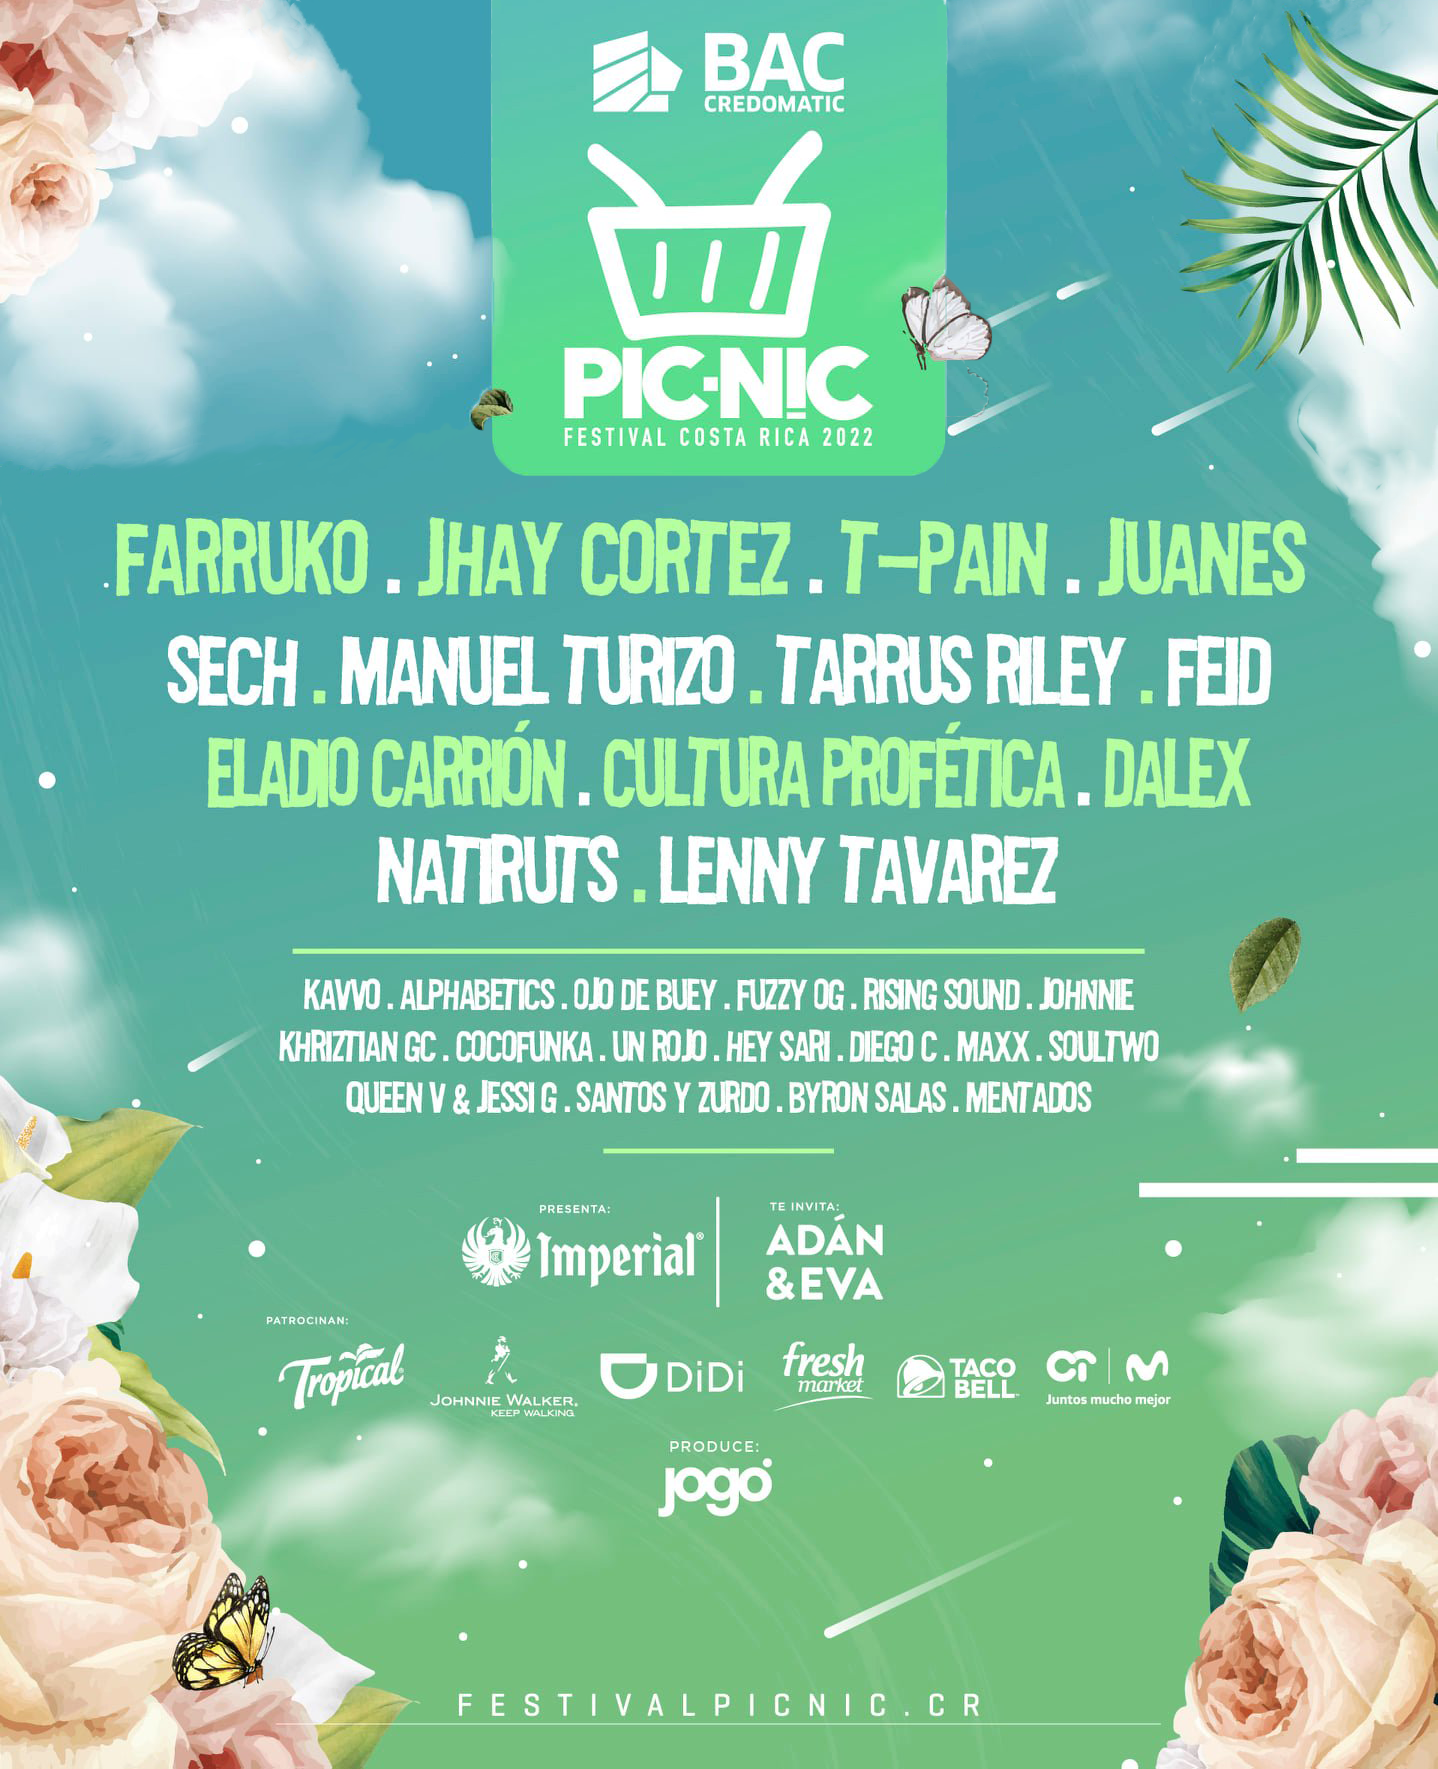 BAC
CREDOMATIC
PIC-NIC
FESTIVAL COSTA RICA 2022
FARRUKO . JHAY CORTEZ . T-PAIN . JUANES
SECH . MANUEL TURIZO . TARRUS RILEY . FEID
ELADIO CARRIÓN . CULTURA PROFÉTICA . DALEX
NATIRUTS . LENNY TAVAREZ
KAVVO . ALPHABETICS . OJO DE BUEY . FUZZY OG . RISING SOUND . JOHNNIE
KHRIZTIAN GC . COCOFUNKA . UN ROJO . HEY SARI . DIEGO C . MAXX . SOULTWO
QUEEN V & JESSI G . SANTOS Y ZURDO . BYRON SALAS . MENTADOS
PRESENTA:
Imperial®
TE INVITA:
ADÁN
&EVA
PATROCINAN:
Tropical
JOHNNIE WALKER.
KEEP WALKING.
DiDi
fresh
market
TACO
BELL
Juntos mucho mejor
PRODUCE:
jogo
FESTIVALPICNIC.CR